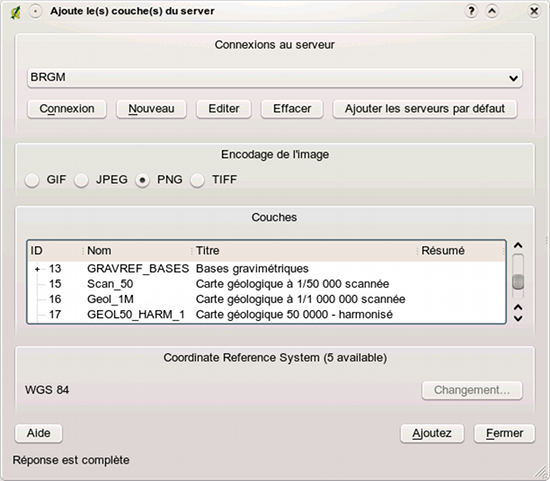 Ajoute le(s) couche(s) du server
Connexions au serveur
BRGM
Connexion Nouveau Editer Effacer Ajouter les serveurs par défaut
Encodage de l'image
GIF JPEG PNG TIFF
Couches
ID Nom Titre Résumé
13 GRAVREF_BASES Bases gravimétriques
15 Scan_50 Carte géologique à 1/50 000 scannée
16 Geol_1M Carte géologique à 1/1 000 000 scannée
17 GEOL50_HARM_1 Carte géologique 50 0000 - harmonisé
Coordinate Reference System (5 available)
WGS 84 Changement...
Aide Ajoutez Fermer
Réponse est complète